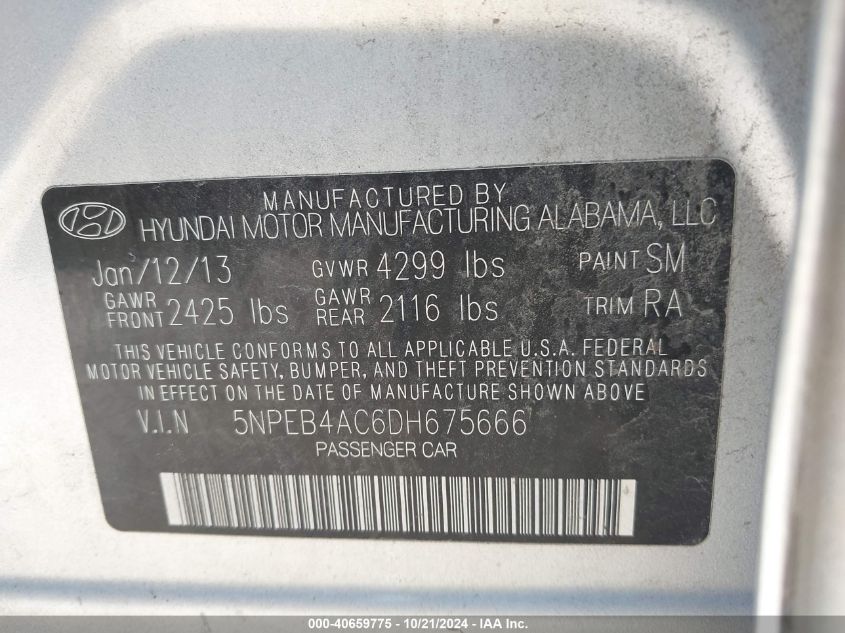 MANUFACTURED BY
HYUNDAI MOTOR MANUFACTURING ALABAMA, LLC
Jan/12/13 GVWR 4299 lbs PAINT SM
GAWR FRONT 2425 lbs GAWR REAR 2116 lbs TRIM RA
THIS VEHICLE CONFORMS TO ALL APPLICABLE U.S.A. FEDERAL
MOTOR VEHICLE SAFETY, BUMPER, AND THEFT PREVENTION STANDARDS
IN EFFECT ON THE DATE OF MANUFACTURE SHOWN ABOVE
V.I.N 5NPEB4AC6DH675666
PASSENGER CAR
000-40659775 - 10/21/2024 - IAA Inc.